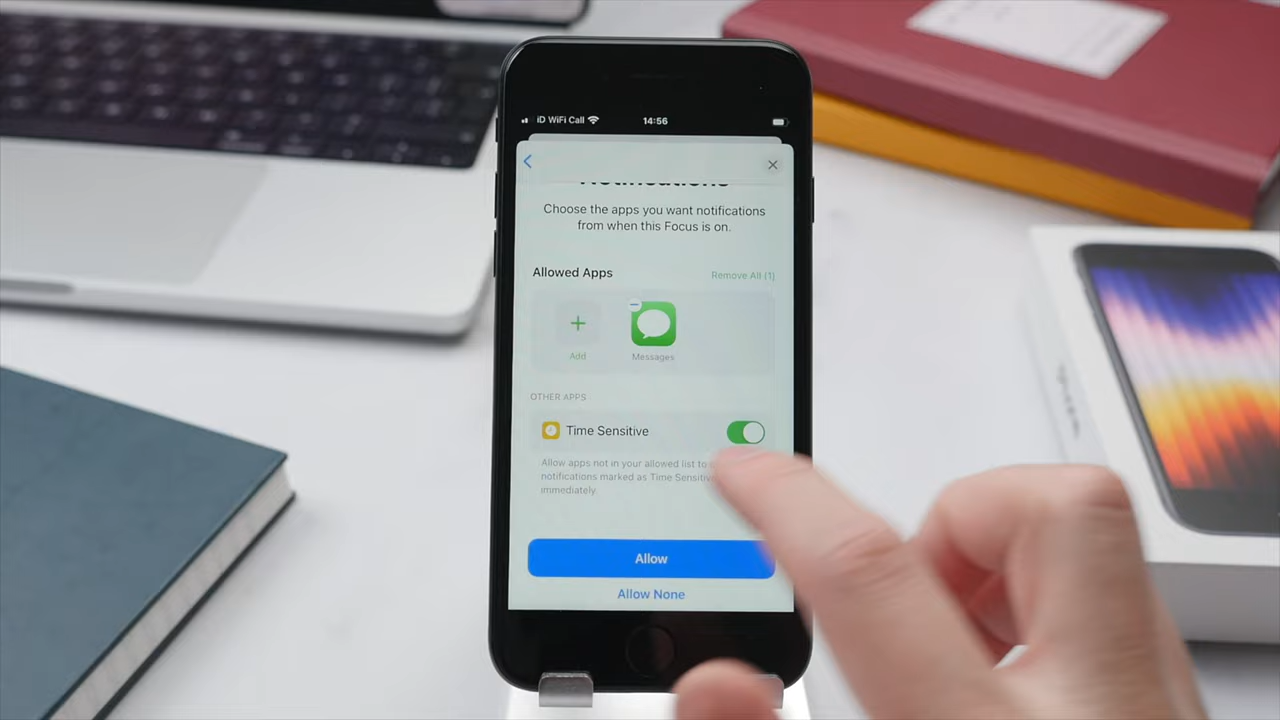 iD WiFi Call 14:56
Notifications
Choose the apps you want notifications
from when this Focus is on.
Allowed Apps Remove All (1)
Add Messages
OTHER APPS
Time Sensitive
Allow apps not in your allowed list to
notifications marked as Time Sensitive
immediately.
Allow
Allow None